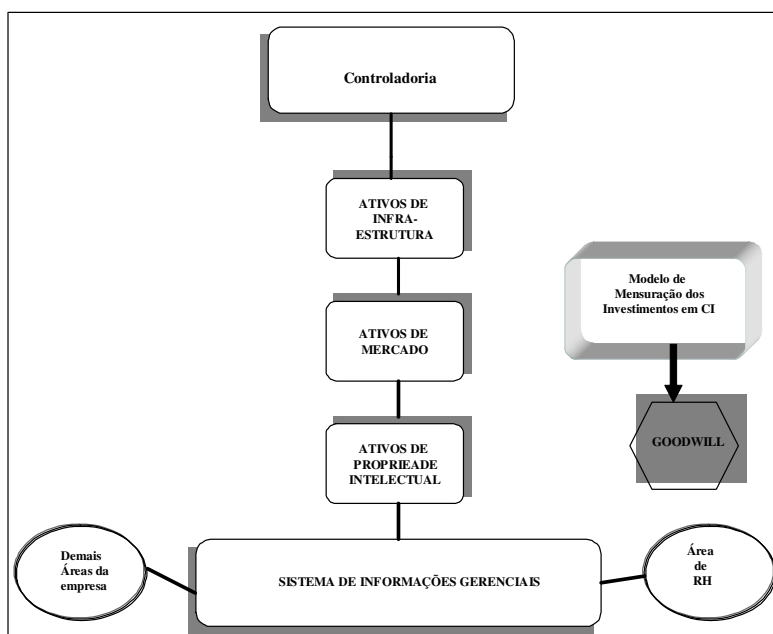 Controladoria
ATIVOS DE
INFRA-
ESTRUTURA
Modelo de
Mensuração dos
Investimentos em CI
ATIVOS DE
MERCADO
GOODWILL
ATIVOS DE
PROPRIEADE
INTELECTUAL
Demais
Áreas da
empresa
SISTEMA DE INFORMAÇÕES GERENCIAIS
Área
de
RH